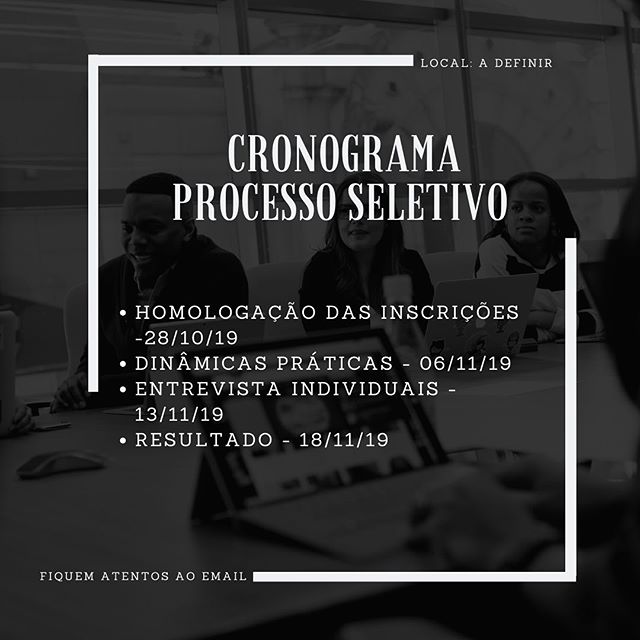 LOCAL: A DEFINIR
CRONOGRAMA
PROCESSO SELETIVO
• HOMOLOGAÇÃO DAS INSCRIÇÕES
-28/10/19
• DINÂMICAS PRÁTICAS - 06/11/19
• ENTREVISTA INDIVIDUAIS -
13/11/19
• RESULTADO - 18/11/19
FIQUEM ATENTOS AO EMAIL